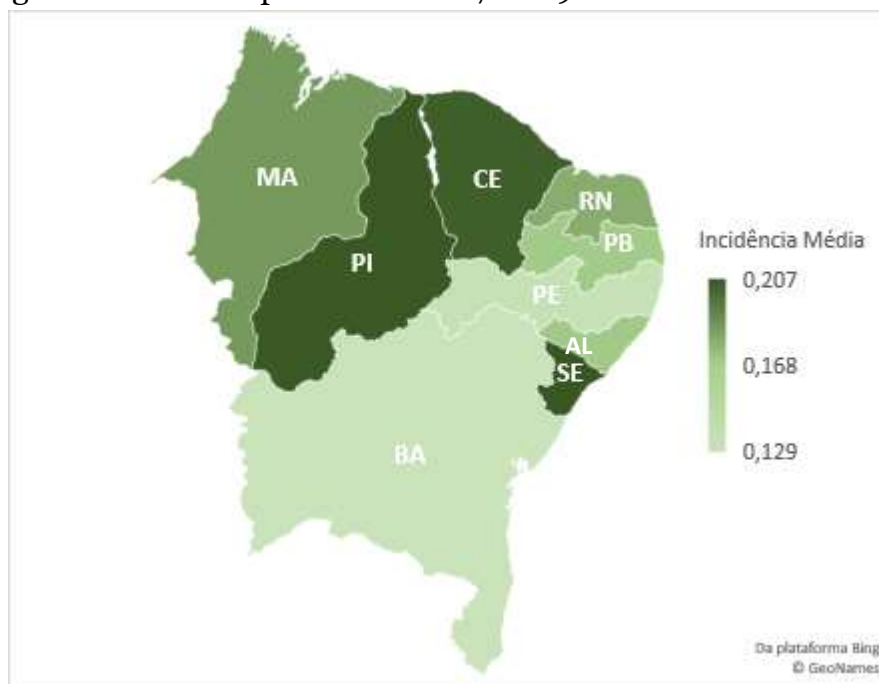 MA
CE
RN
PI
PB
PE
AL
SE
BA
Incidência Média
0,207
0,168
0,129
Da plataforma Bing
© GeoNames